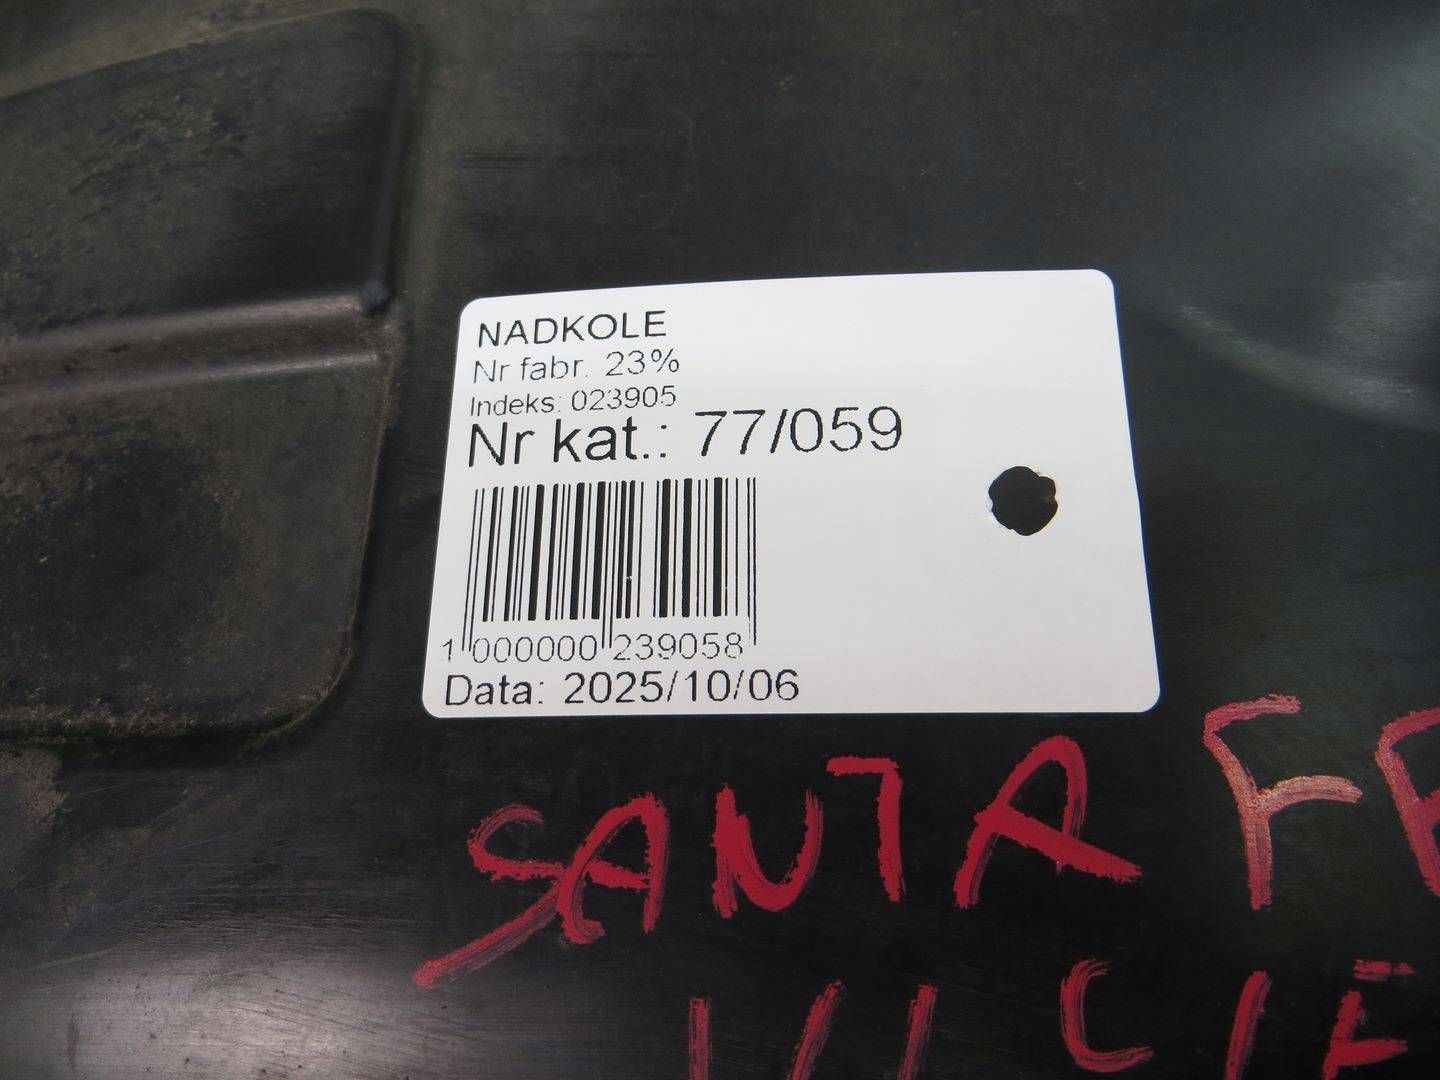 NADKOLE
Nr fabr. 23%
Indeks: 023905
Nr kat.: 77/059
1 000000 239058
Data: 2025/10/06
SANTA FE